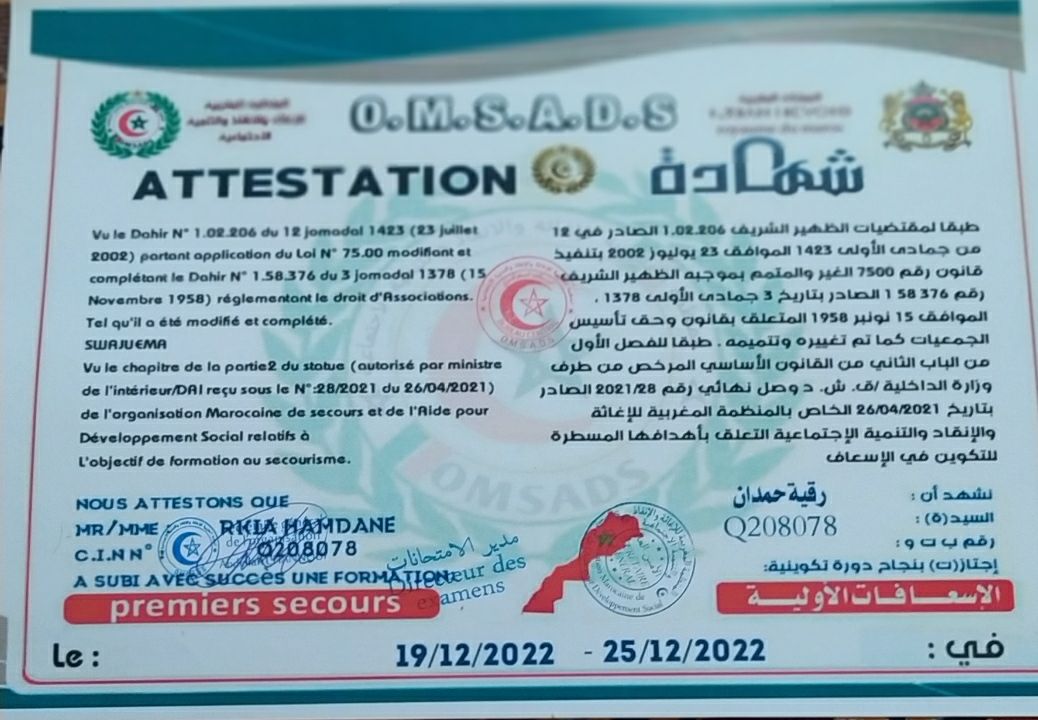 O.M.S.A.D.S
ATTESTATION
شهادة
Vu le Dahir N° 1.02.206 du 12 jomadal 1423 (23 juillet
2002) partant application du Loi N° 75.00 modifiant et
complétant le Dahir N° 1.58.376 du 3 jomadal 1378 (15
Novembre 1958) réglementant le droit d'Associations.
Tel qu'il a été modifié et complété.
SWAJUEMA
Vu le chapitre de la partie2 du statue (autorisé par ministre
de l'intérieur/DAI reçu sous le N°:28/2021 du 26/04/2021)
de l'organisation Marocaine de secours et de l'Aide pour
Développement Social relatifs à
L'objectif de formation au secourisme.
طبقا لمقتضيات الظهير الشريف 1.02.206 الصادر في 12
من جمادى الأولى 1423 الموافق 23 يوليوز 2002 بتنفيذ
قانون رقم 7500 الغير والمتمم بموجبه الظهير الشريف
رقم 376 58 1 الصادر بتاريخ 3 جمادى الأولى 1378 ،
الموافق 15 نونبر 1958 المتعلق بقانون وحق تأسيس
الجمعيات كما تم تغييره وتتميمه . طبقا للفصل الأول
من الباب الثاني من القانون الأساسي المرخص من طرف
وزارة الداخلية /ق. ش. د وصل نهائي رقم 2021/28 الصادر
بتاريخ 26/04/2021 الخاص بالمنظمة المغربية للإغاثة
والإنقاد والتنمية الإجتماعية التعلق بأهدافها المسطرة
للتكوين في الإسعاف
NOUS ATTESTONS QUE
MR/MME RKIA HAMDANE
C.I.N N° Q208078
A SUBI AVEC SUCCÈS UNE FORMATION
premiers secours
مدير الامتحانات
Directeur des
examens
نشهد أن :
رقية حمدان
السيد(ة) :
Q208078
رقم ب ت و :
إجتاز(ت) بنجاح دورة تكوينية:
الإسعافات الأولية
Le : 19/12/2022 - 25/12/2022 في :
OMSADS